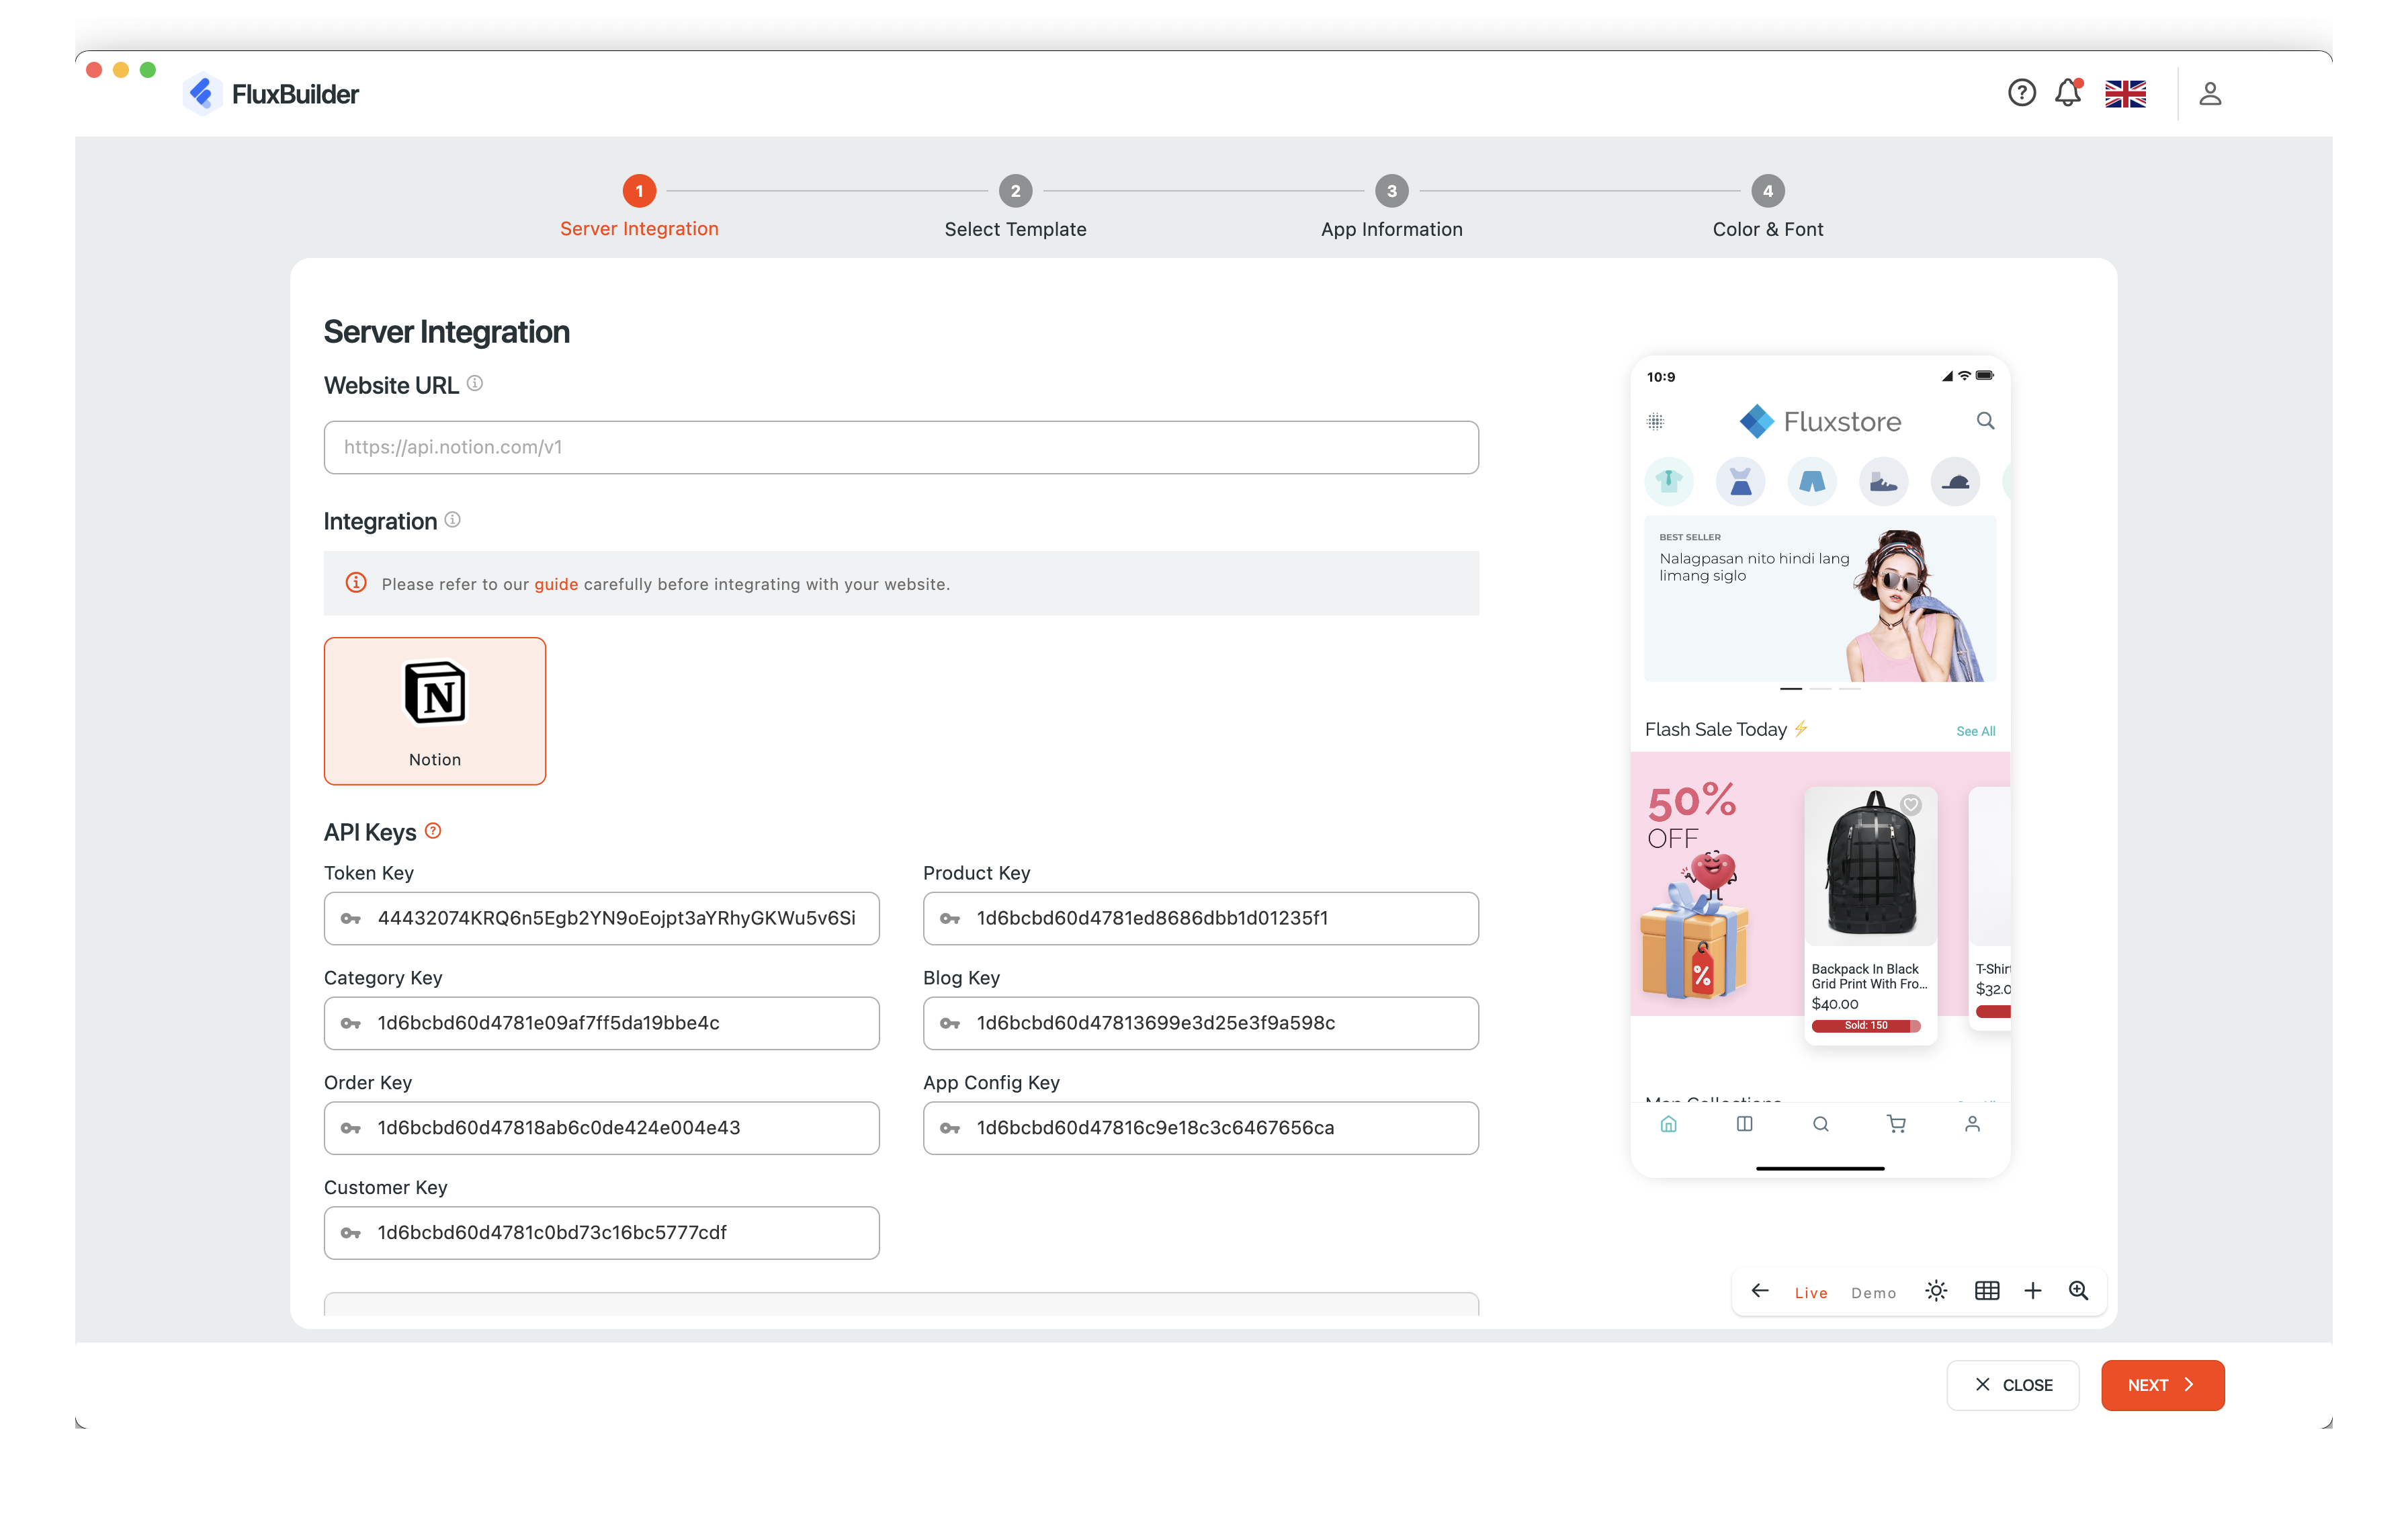 FluxBuilder
1
2
3
4
Server Integration
Select Template
App Information
Color & Font
Server Integration
Website URL
https://api.notion.com/v1
Integration
Please refer to our guide carefully before integrating with your website.
N
Notion
API Keys
Token Key
44432074KRQ6n5Egb2YN9oEojpt3aYRhyGKWu5v6Si
Product Key
1d6bcbd60d4781ed8686dbb1d01235f1
Category Key
1d6bcbd60d4781e09af7ff5da19bbe4c
Blog Key
1d6bcbd60d47813699e3d25e3f9a598c
Order Key
1d6bcbd60d47818ab6c0de424e004e43
App Config Key
1d6bcbd60d47816c9e18c3c6467656ca
Customer Key
1d6bcbd60d4781c0bd73c16bc5777cdf
10:9
Fluxstore
BEST SELLER
Nalagpasan nito hindi lang
limang siglo
Flash Sale Today
See All
50%
OFF
%
Backpack In Black
Grid Print With Fro...
$40.00
Sold: 150
T-Shir
$32.0
Live
Demo
CLOSE
NEXT